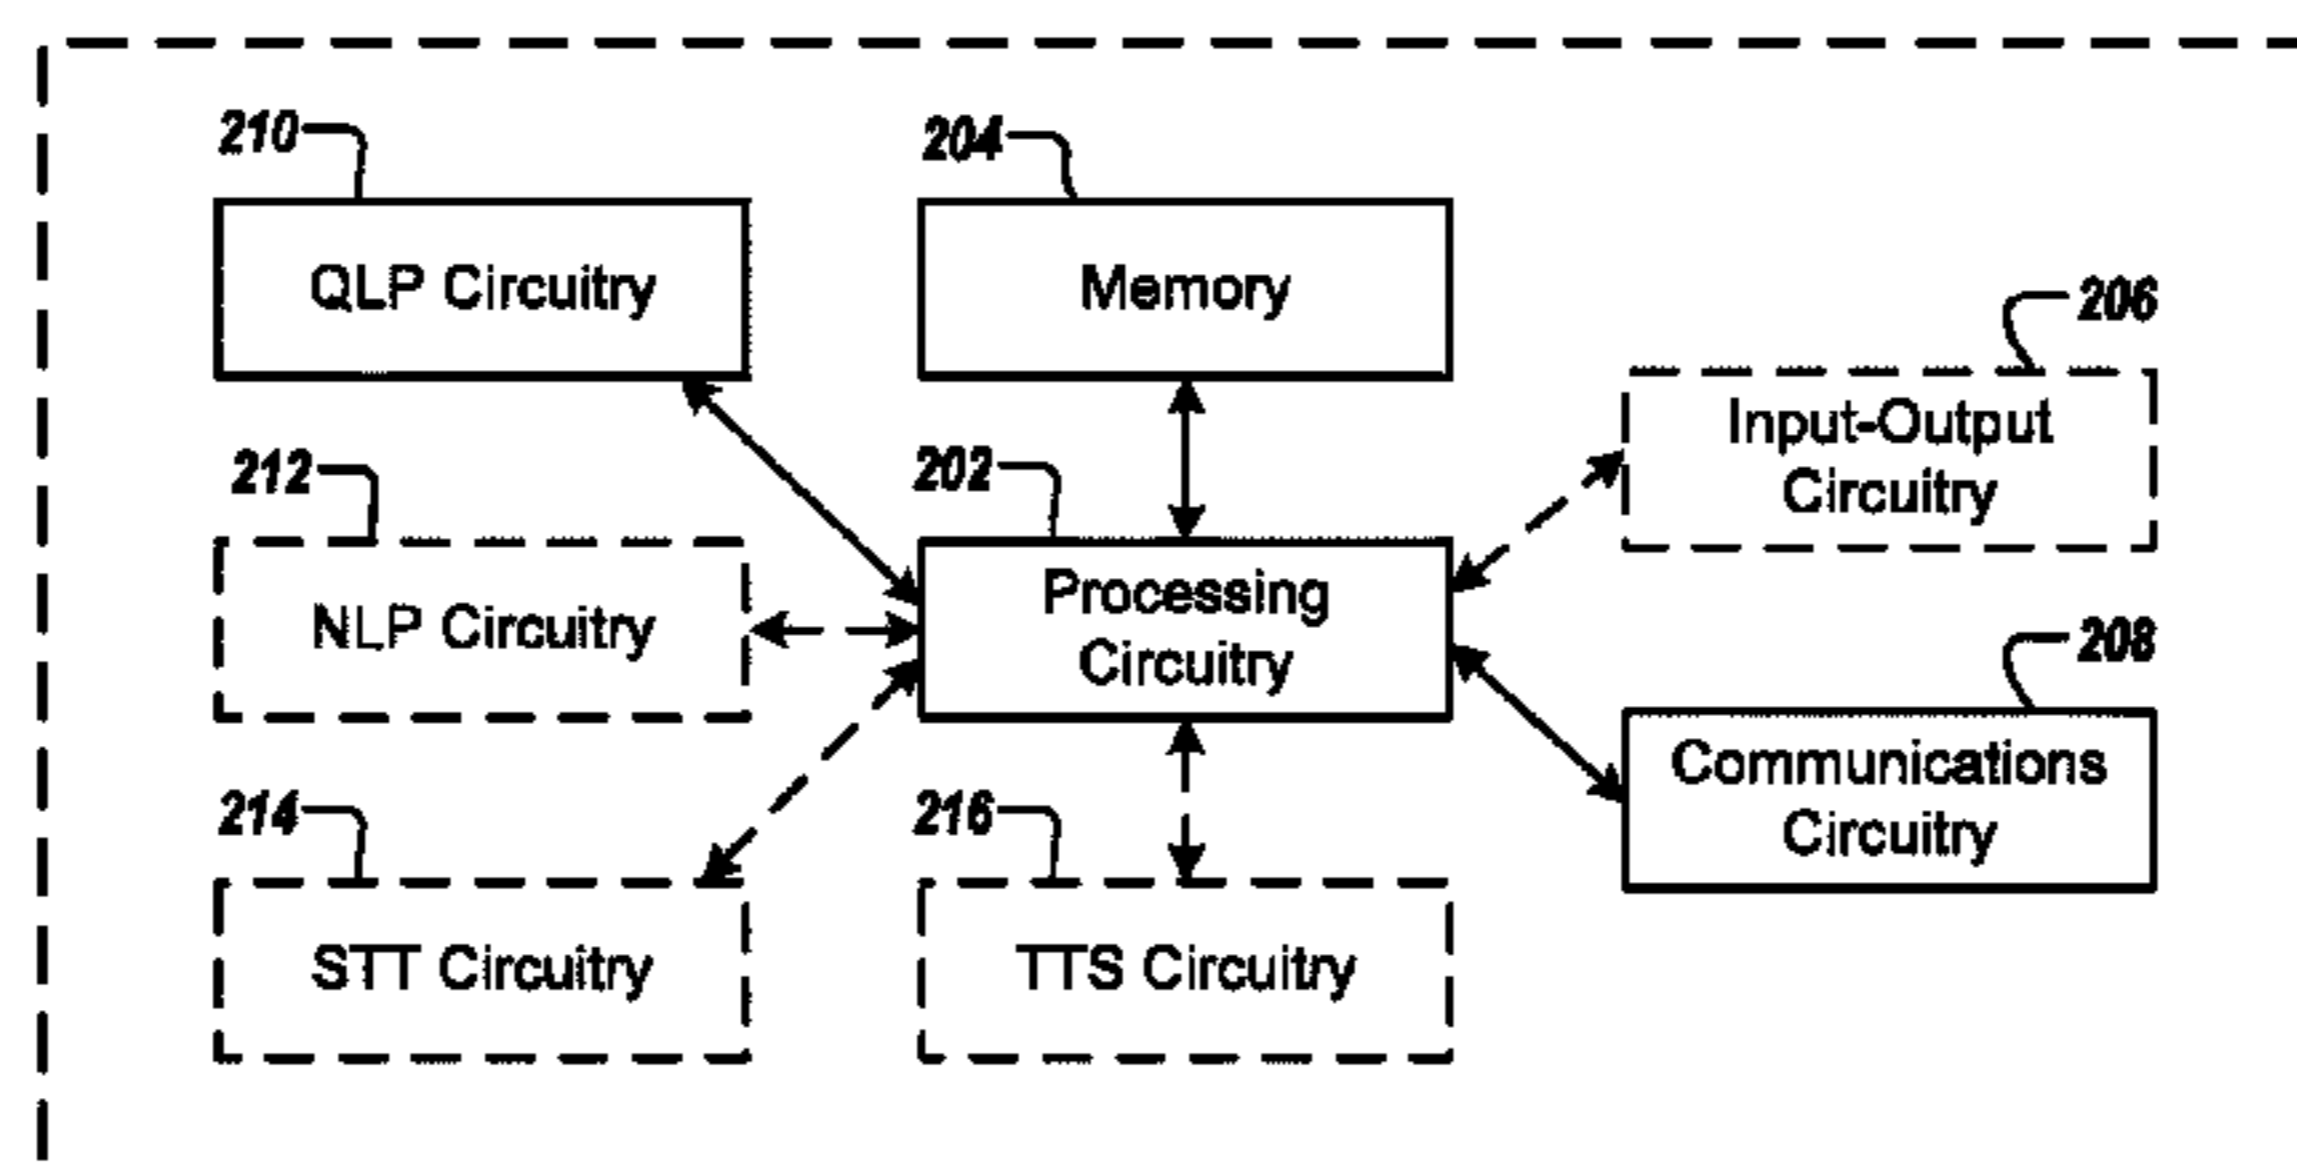 210
QLP Circuitry
204
Memory
206
Input-Output
Circuitry
212
NLP Circuitry
202
Processing
Circuitry
208
Communications
Circuitry
214
STT Circuitry
216
TTS Circuitry